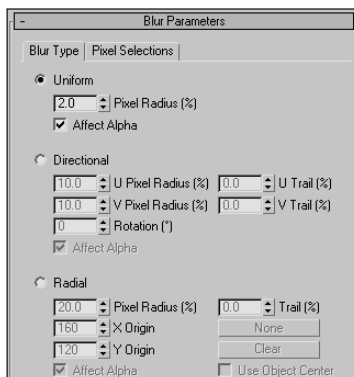 - Blur Parameters
Blur Type Pixel Selections
Uniform
2.0 Pixel Radius (%)
Affect Alpha
Directional
10.0 U Pixel Radius (%) 0.0 U Trail (%)
10.0 V Pixel Radius (%) 0.0 V Trail (%)
0 Rotation (°)
Affect Alpha
Radial
20.0 Pixel Radius (%) 0.0 Trail (%)
160 X Origin None
120 Y Origin Clear
Affect Alpha Use Object Center